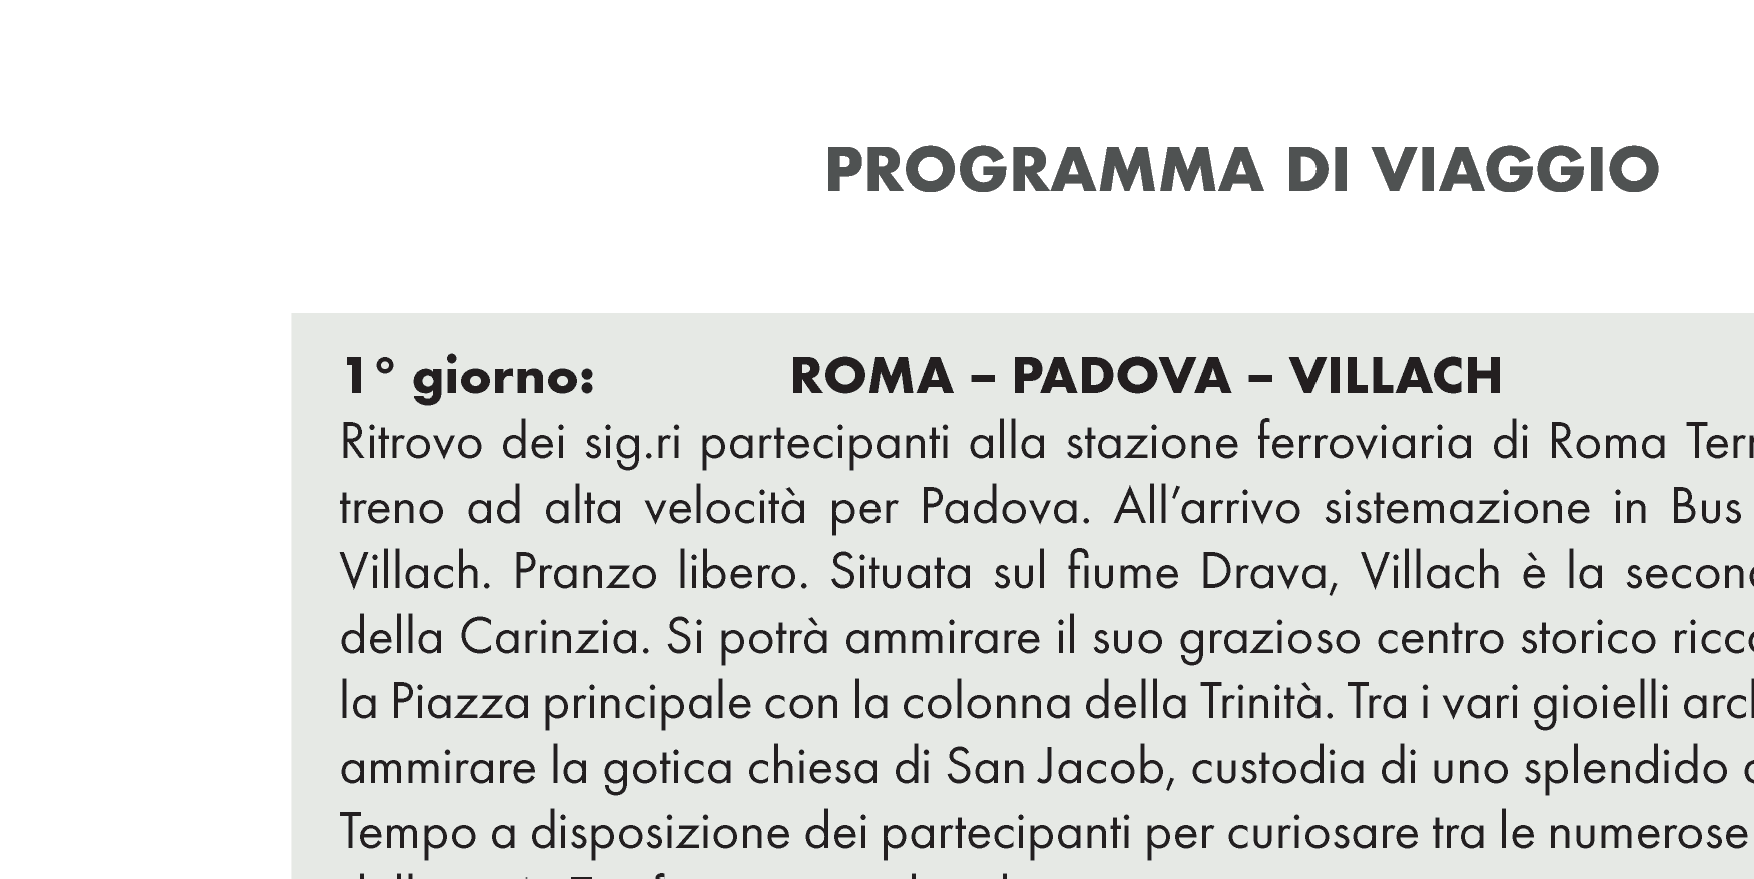 PROGRAMMA DI VIAGGIO
1° giorno: ROMA – PADOVA – VILLACH
Ritrovo dei sig.ri partecipanti alla stazione ferroviaria di Roma
treno ad alta velocità per Padova. All’arrivo sistemazione in Bus
Villach. Pranzo libero. Situata sul fiume Drava, Villach è la
della Carinzia. Si potrà ammirare il suo grazioso centro storico
la Piazza principale con la colonna della Trinità. Tra i vari gioielli
ammirare la gotica chiesa di San Jacob, custodia di uno splendido
Tempo a disposizione dei partecipanti per curiosare tra le numerose